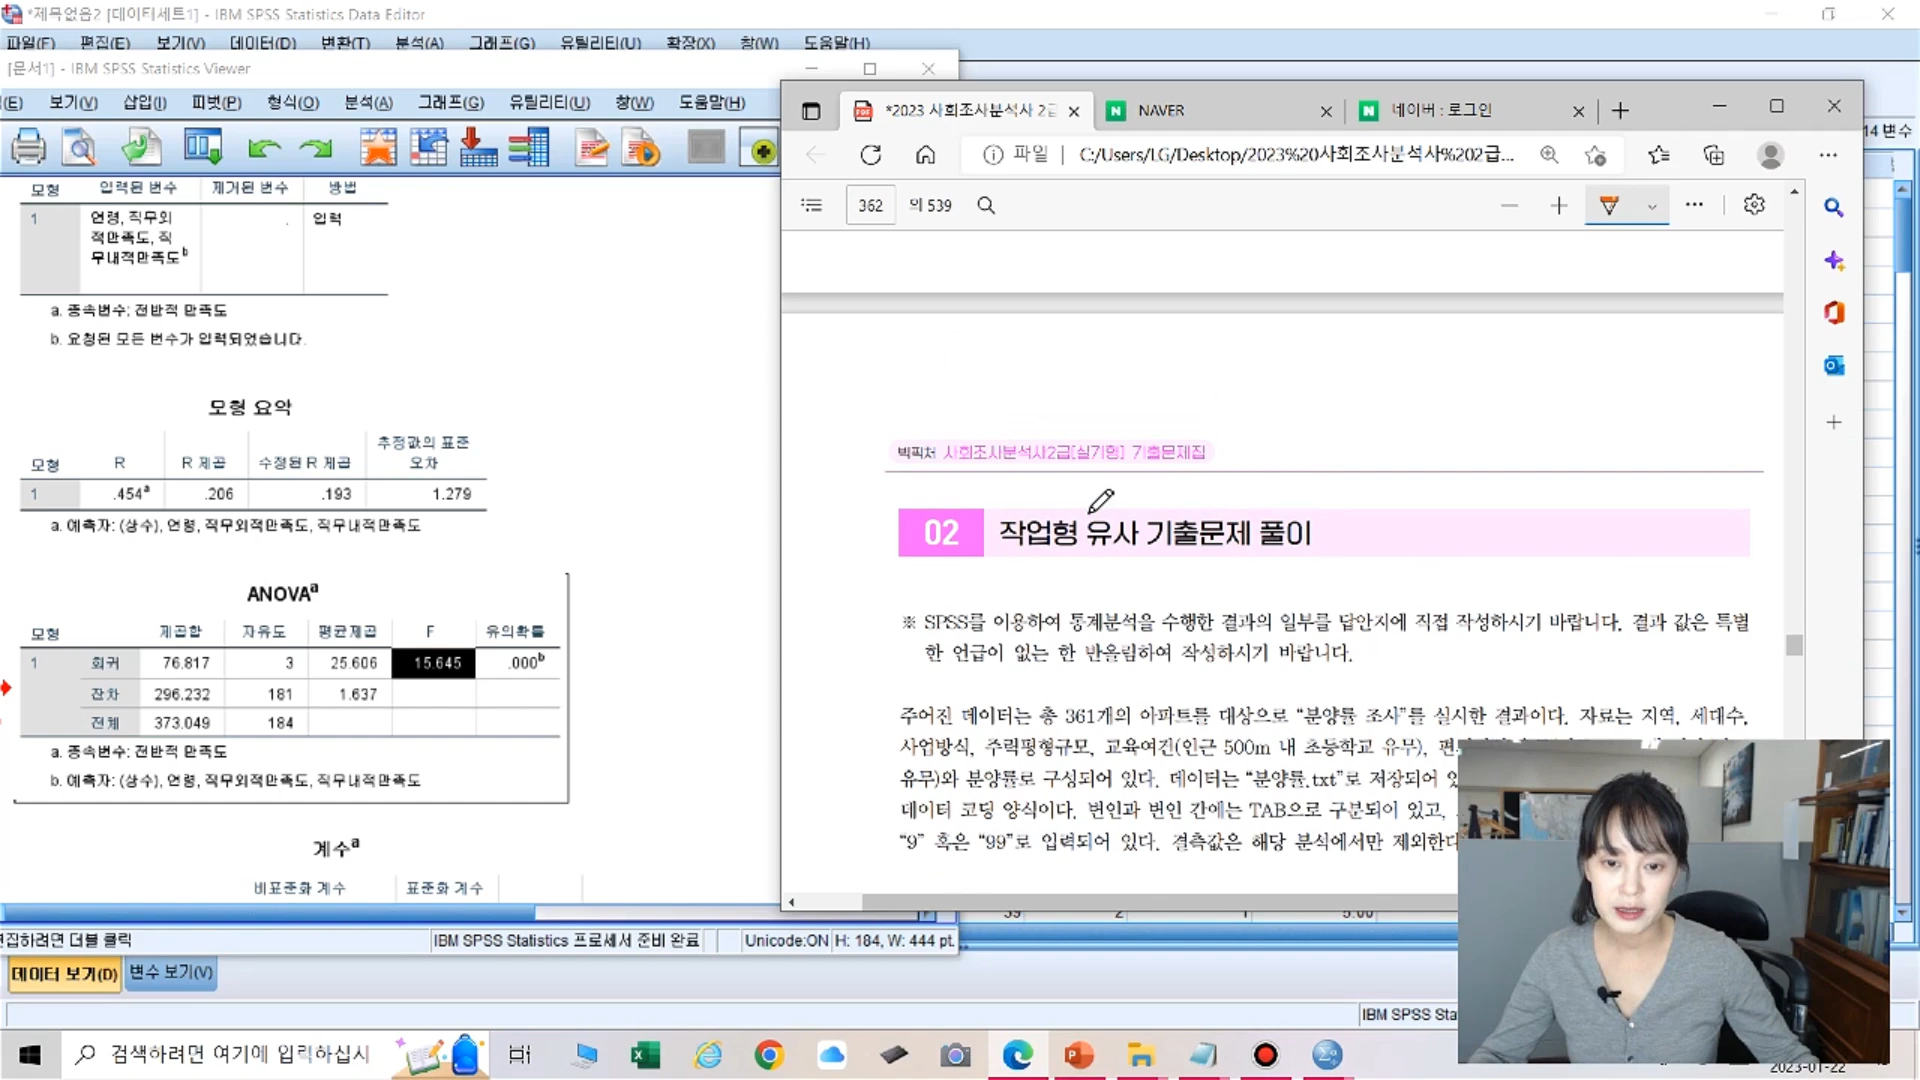 *제목없음2 [데이터세트1] - IBM SPSS Statistics Data Editor
파일(F) 편집(E) 보기(V) 데이터(D) 변환(T) 분석(A) 그래프(G) 유틸리티(U) 확장(X) 창(W) 도움말(H)
[문서1] - IBM SPSS Statistics Viewer
(E) 보기(V) 삽입(I) 피벗(P) 형식(O) 분석(A) 그래프(G) 유틸리티(U) 창(W) 도움말(H)
모형 입력된 변수 제거된 변수 방법
1 연령, 직무외 . 입력
적만족도, 직
무내적만족도b
a. 종속변수: 전반적 만족도
b. 요청된 모든 변수가 입력되었습니다.
모형 요약
모형 R R 제곱 수정된 R 제곱 추정값의 표준
오차
1 .454a .206 .193 1.279
a. 예측자: (상수), 연령, 직무외적만족도, 직무내적만족도
ANOVAa
모형 제곱합 자유도 평균제곱 F 유의확률
1 회귀 76.817 3 25.606 15.645 .000b
잔차 296.232 181 1.637
전체 373.049 184
a. 종속변수: 전반적 만족도
b. 예측자: (상수), 연령, 직무외적만족도, 직무내적만족도
계수a
비표준화 계수 표준화 계수
편집하려면 더블 클릭
IBM SPSS Statistics 프로세서 준비 완료 Unicode:ON H: 184, W: 444 pt.
데이터 보기(D) 변수 보기(V)
*2023 사회조사분석사 2급
N NAVER
N 네이버 : 로그인
14 변수
파일 C:/Users/LG/Desktop/2023%20사회조사분석사%202급...
362 의 539
빅픽처 사회조사분석사2급[실기형] 기출문제집
02 작업형 유사 기출문제 풀이
※ SPSS를 이용하여 통계분석을 수행한 결과의 일부를 답안지에 직접 작성하시기 바랍니다. 결과 값은 특별
한 언급이 없는 한 반올림하여 작성하시기 바랍니다.
주어진 데이터는 총 361개의 아파트를 대상으로 “분양률 조사”를 실시한 결과이다. 자료는 지역, 세대수,
사업방식, 주력평형규모, 교육여건(인근 500m 내 초등학교 유무),
유무)와 분양률로 구성되어 있다. 데이터는 “분양률.txt”로 저장되어
데이터 코딩 양식이다. 변인과 변인 간에는 TAB으로 구분되어 있고,
“9” 혹은 “99”로 입력되어 있다. 결측값은 해당 분석에서만 제외한다
39 2 1 5.00
IBM SPSS Sta
검색하려면 여기에 입력하십시
2023-01-22